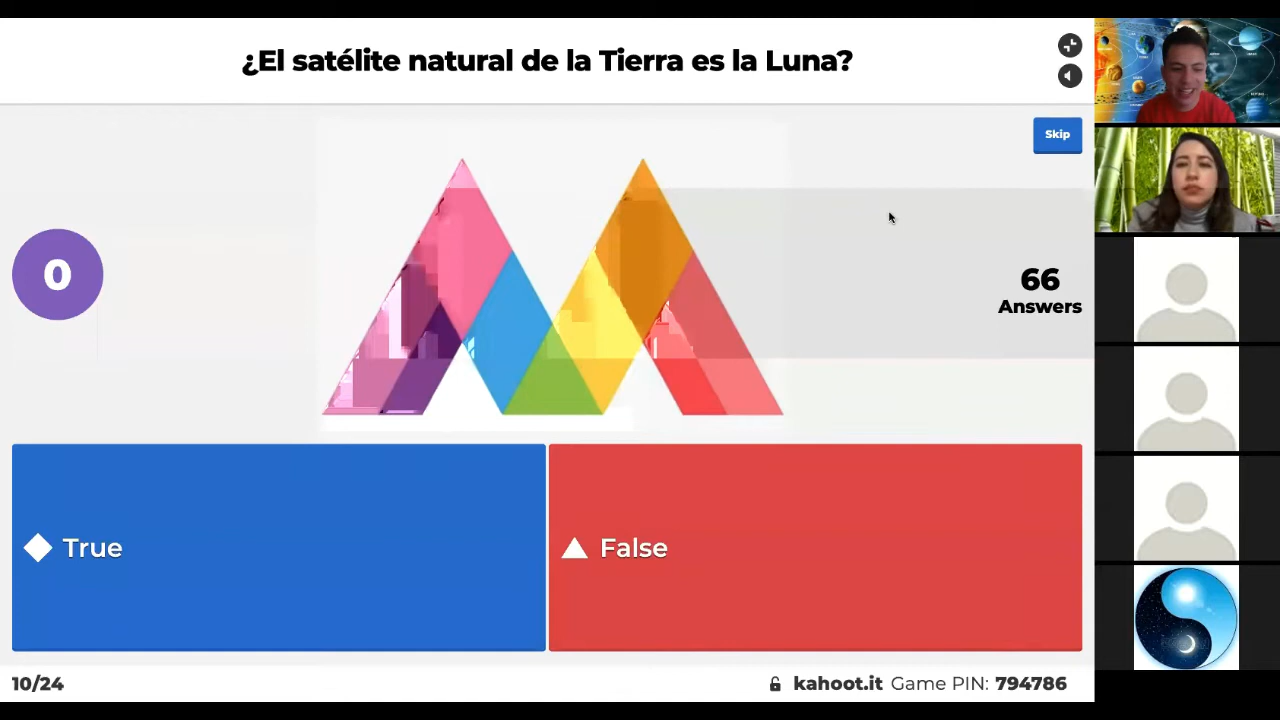 ¿El satélite natural de la Tierra es la Luna?
Skip
0
66
Answers
True
False
10/24
kahoot.it Game PIN: 794786